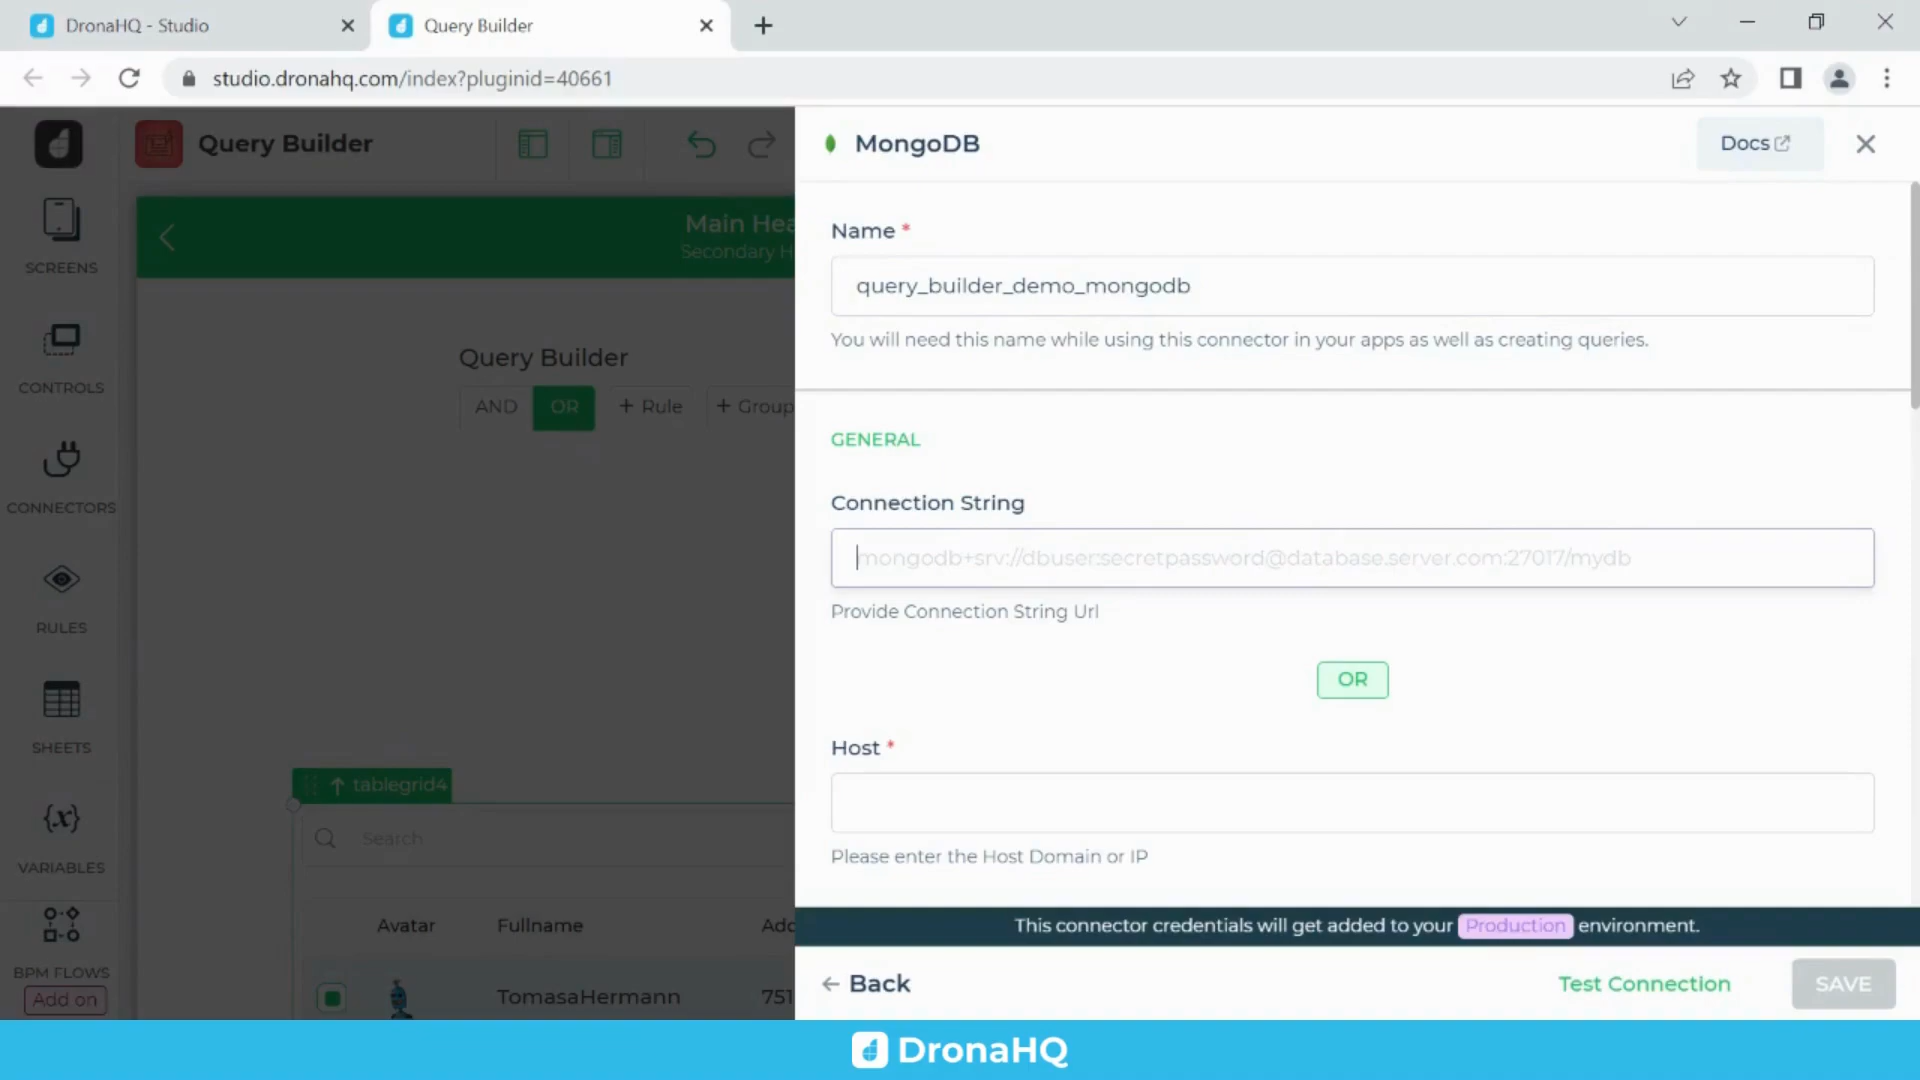 DronaHQ - Studio
Query Builder
studio.dronahq.com/index?pluginid=40661
Query Builder
MongoDB
Docs
Main Hea
Secondary H
SCREENS
CONTROLS
CONNECTORS
RULES
SHEETS
VARIABLES
BPM FLOWS
Add on
Query Builder
AND
OR
+ Rule
+ Group
tablegrid4
Search
Avatar
Fullname
Add
TomasaHermann
751
Name *
query_builder_demo_mongodb
You will need this name while using this connector in your apps as well as creating queries.
GENERAL
Connection String
mongodb+srv://dbuser:secretpassword@database.server.com:27017/mydb
Provide Connection String Url
OR
Host *
Please enter the Host Domain or IP
This connector credentials will get added to your Production environment.
Back
Test Connection
SAVE
DronaHQ